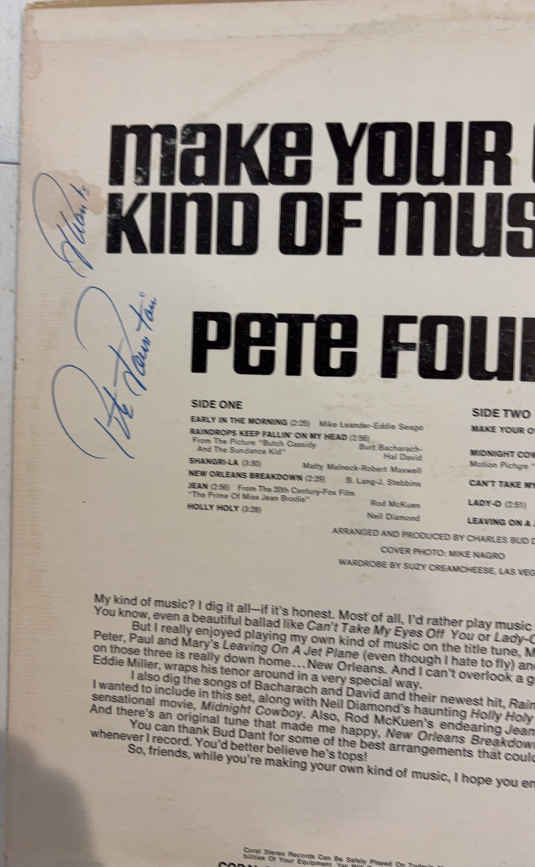 make YOUR
KIND OF MUS
Thanks
Pete Fountain
PETE FOU
SIDE ONE
EARLY IN THE MORNING (2:25) Mike Leander-Eddie Seago
RAINDROPS KEEP FALLIN' ON MY HEAD (2:56)
From The Picture "Butch Cassidy And The Sundance Kid" Burt Bacharach-Hal David
SHANGRI-LA (3:30) Matty Malneck-Robert Maxwell
NEW ORLEANS BREAKDOWN (2:25) B. Lang-J. Stebbins
JEAN (2:56) From The 20th Century-Fox Film
"The Prime Of Miss Jean Brodie" Rod McKuen
HOLLY HOLY (3:28) Neil Diamond
SIDE TWO
MAKE YOUR O
MIDNIGHT COW
Motion Picture "
CAN'T TAKE MY
LADY-O (2:51)
LEAVING ON A
ARRANGED AND PRODUCED BY CHARLES BUD D
COVER PHOTO: MIKE NAGRO
WARDROBE BY SUZY CREAMCHEESE, LAS VEG
My kind of music? I dig it all—if it's honest. Most of all, I'd rather play music
You know, even a beautiful ballad like Can't Take My Eyes Off You or Lady-O
But I really enjoyed playing my own kind of music on the title tune, M
Peter, Paul and Mary's Leaving On A Jet Plane (even though I hate to fly) an
on those three is really down home...New Orleans. And I can't overlook a g
Eddie Miller, wraps his tenor around in a very special way.
I also dig the songs of Bacharach and David and their newest hit, Rain
I wanted to include in this set, along with Neil Diamond's haunting Holly Holy
sensational movie, Midnight Cowboy. Also, Rod McKuen's endearing Jean
And there's an original tune that made me happy, New Orleans Breakdow
You can thank Bud Dant for some of the best arrangements that coul
whenever I record. You'd better believe he's tops!
So, friends, while you're making your own kind of music, I hope you en
Coral Stereo Records Can Be Safely Played On Today's M